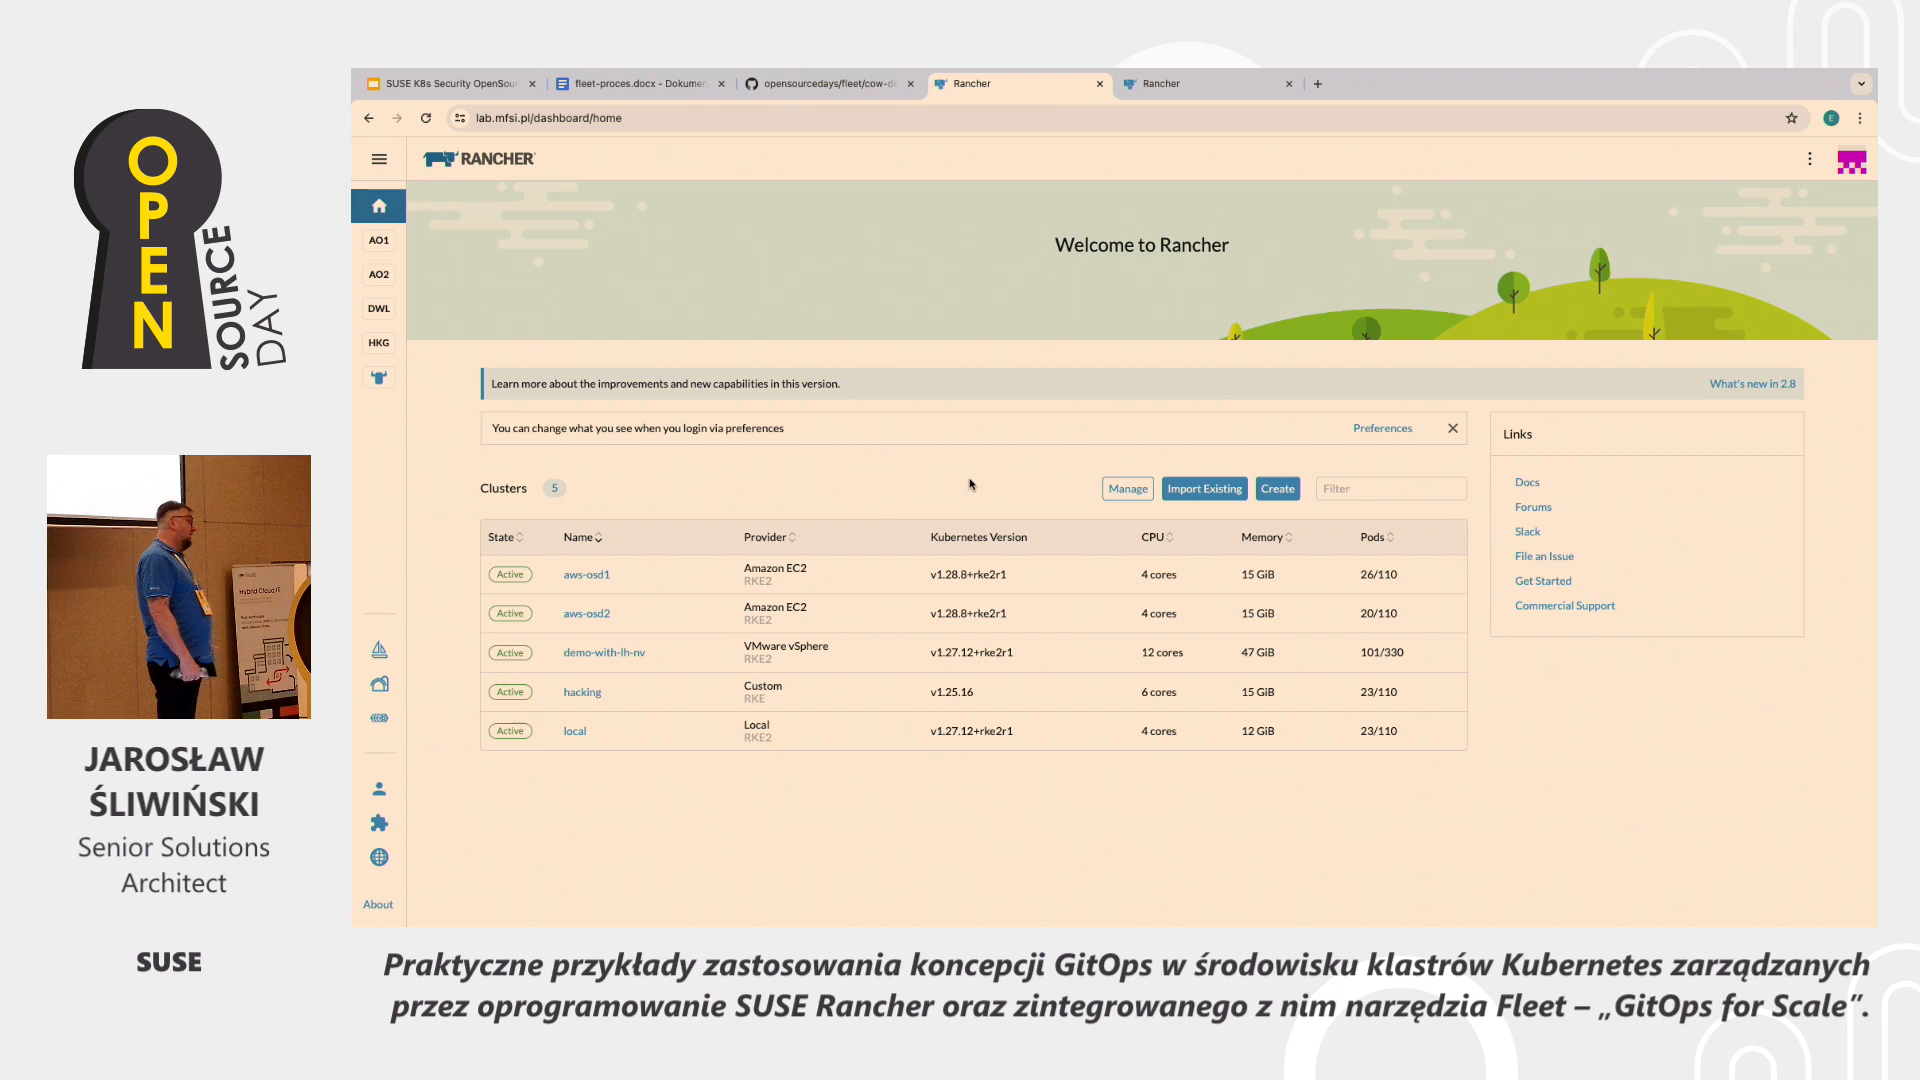 OPEN
SOURCE
DAY
SUSE K8s Security OpenSour
fleet-proces.docx - Dokumen
opensourcedays/fleet/cow-de
Rancher
Rancher
lab.mfsi.pl/dashboard/home
E
RANCHER
AO1
AO2
DWL
HKG
About
Welcome to Rancher
Learn more about the improvements and new capabilities in this version.
What's new in 2.8
You can change what you see when you login via preferences
Preferences
Clusters 5
Manage
Import Existing
Create
Filter
State Name Provider Kubernetes Version CPU Memory Pods
Active aws-osd1 Amazon EC2 v1.28.8+rke2r1 4 cores 15 GiB 26/110
RKE2
Active aws-osd2 Amazon EC2 v1.28.8+rke2r1 4 cores 15 GiB 20/110
RKE2
Active demo-with-lh-nv VMware vSphere v1.27.12+rke2r1 12 cores 47 GiB 101/330
RKE2
Active hacking Custom v1.25.16 6 cores 15 GiB 23/110
RKE
Active local Local v1.27.12+rke2r1 4 cores 12 GiB 23/110
RKE2
Links
Docs
Forums
Slack
File an Issue
Get Started
Commercial Support
Hybrid Cloud IT
JAROSŁAW
ŚLIWIŃSKI
Senior Solutions
Architect
SUSE
Praktyczne przykłady zastosowania koncepcji GitOps w środowisku klastrów Kubernetes zarządzanych
przez oprogramowanie SUSE Rancher oraz zintegrowanego z nim narzędzia Fleet – „GitOps for Scale”.